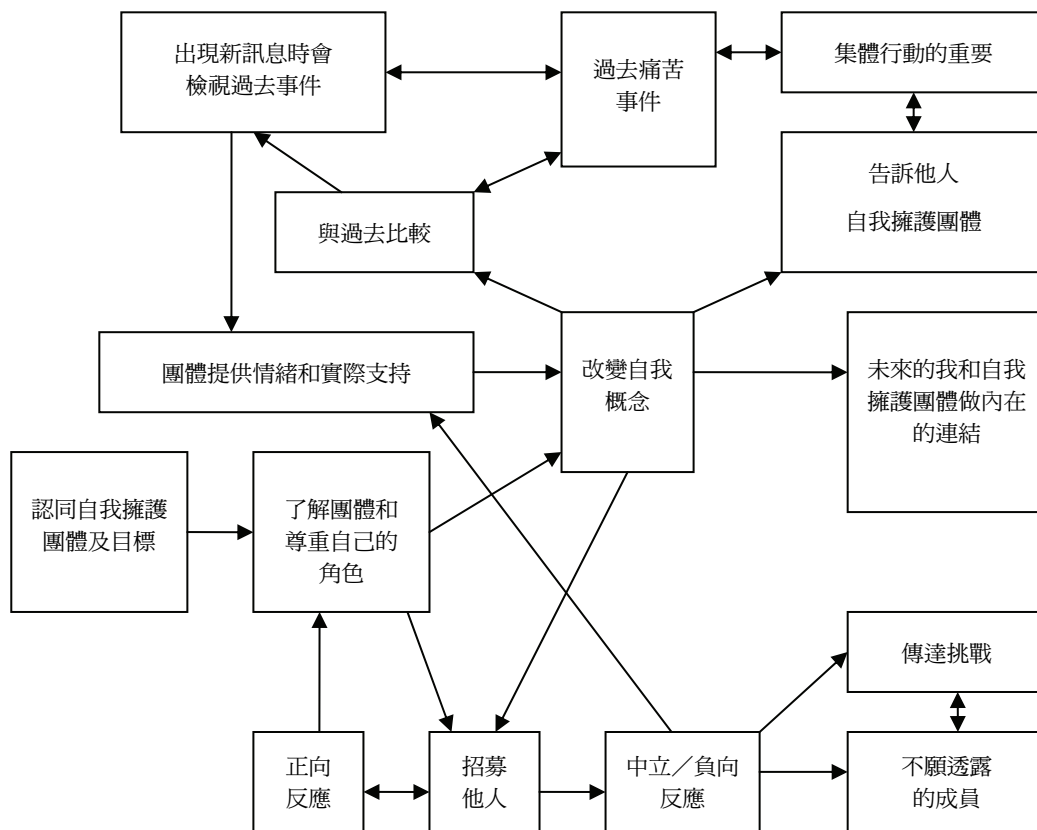 出現新訊息時會
檢視過去事件
過去痛苦
事件
集體行動的重要
告訴他人
自我擁護團體
與過去比較
團體提供情緒和實際支持
改變自我
概念
未來的我和自我
擁護團體做內在
的連結
認同自我擁護
團體及目標
了解團體和
尊重自己的
角色
傳達挑戰
正向
反應
招募
他人
中立／負向
反應
不願透露
的成員